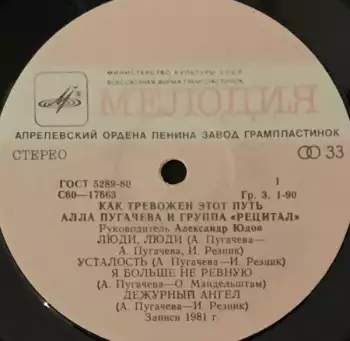 МИНИСТЕРСТВО КУЛЬТУРЫ СССР
ВСЕСОЮЗНАЯ ФИРМА ГРАМПЛАСТИНОК
МЕЛОДИЯ
АПРЕЛЕВСКИЙ ОРДЕНА ЛЕНИНА ЗАВОД ГРАМПЛАСТИНОК
СТЕРЕО 33
ГОСТ 5289-80 1
С60—17663 Гр. 3. 1-90
КАК ТРЕВОЖЕН ЭТОТ ПУТЬ
АЛЛА ПУГАЧЕВА И ГРУППА «РЕЦИТАЛ»
Руководитель Александр Юдов
ЛЮДИ, ЛЮДИ (А. Пугачева—
А. Пугачева, И. Резник)
УСТАЛОСТЬ (А. Пугачева—И. Резник)
Я БОЛЬШЕ НЕ РЕВНУЮ
(А. Пугачева—О. Мандельштам)
ДЕЖУРНЫЙ АНГЕЛ
(А. Пугачева—И. Резник)
Записи 1981 г.